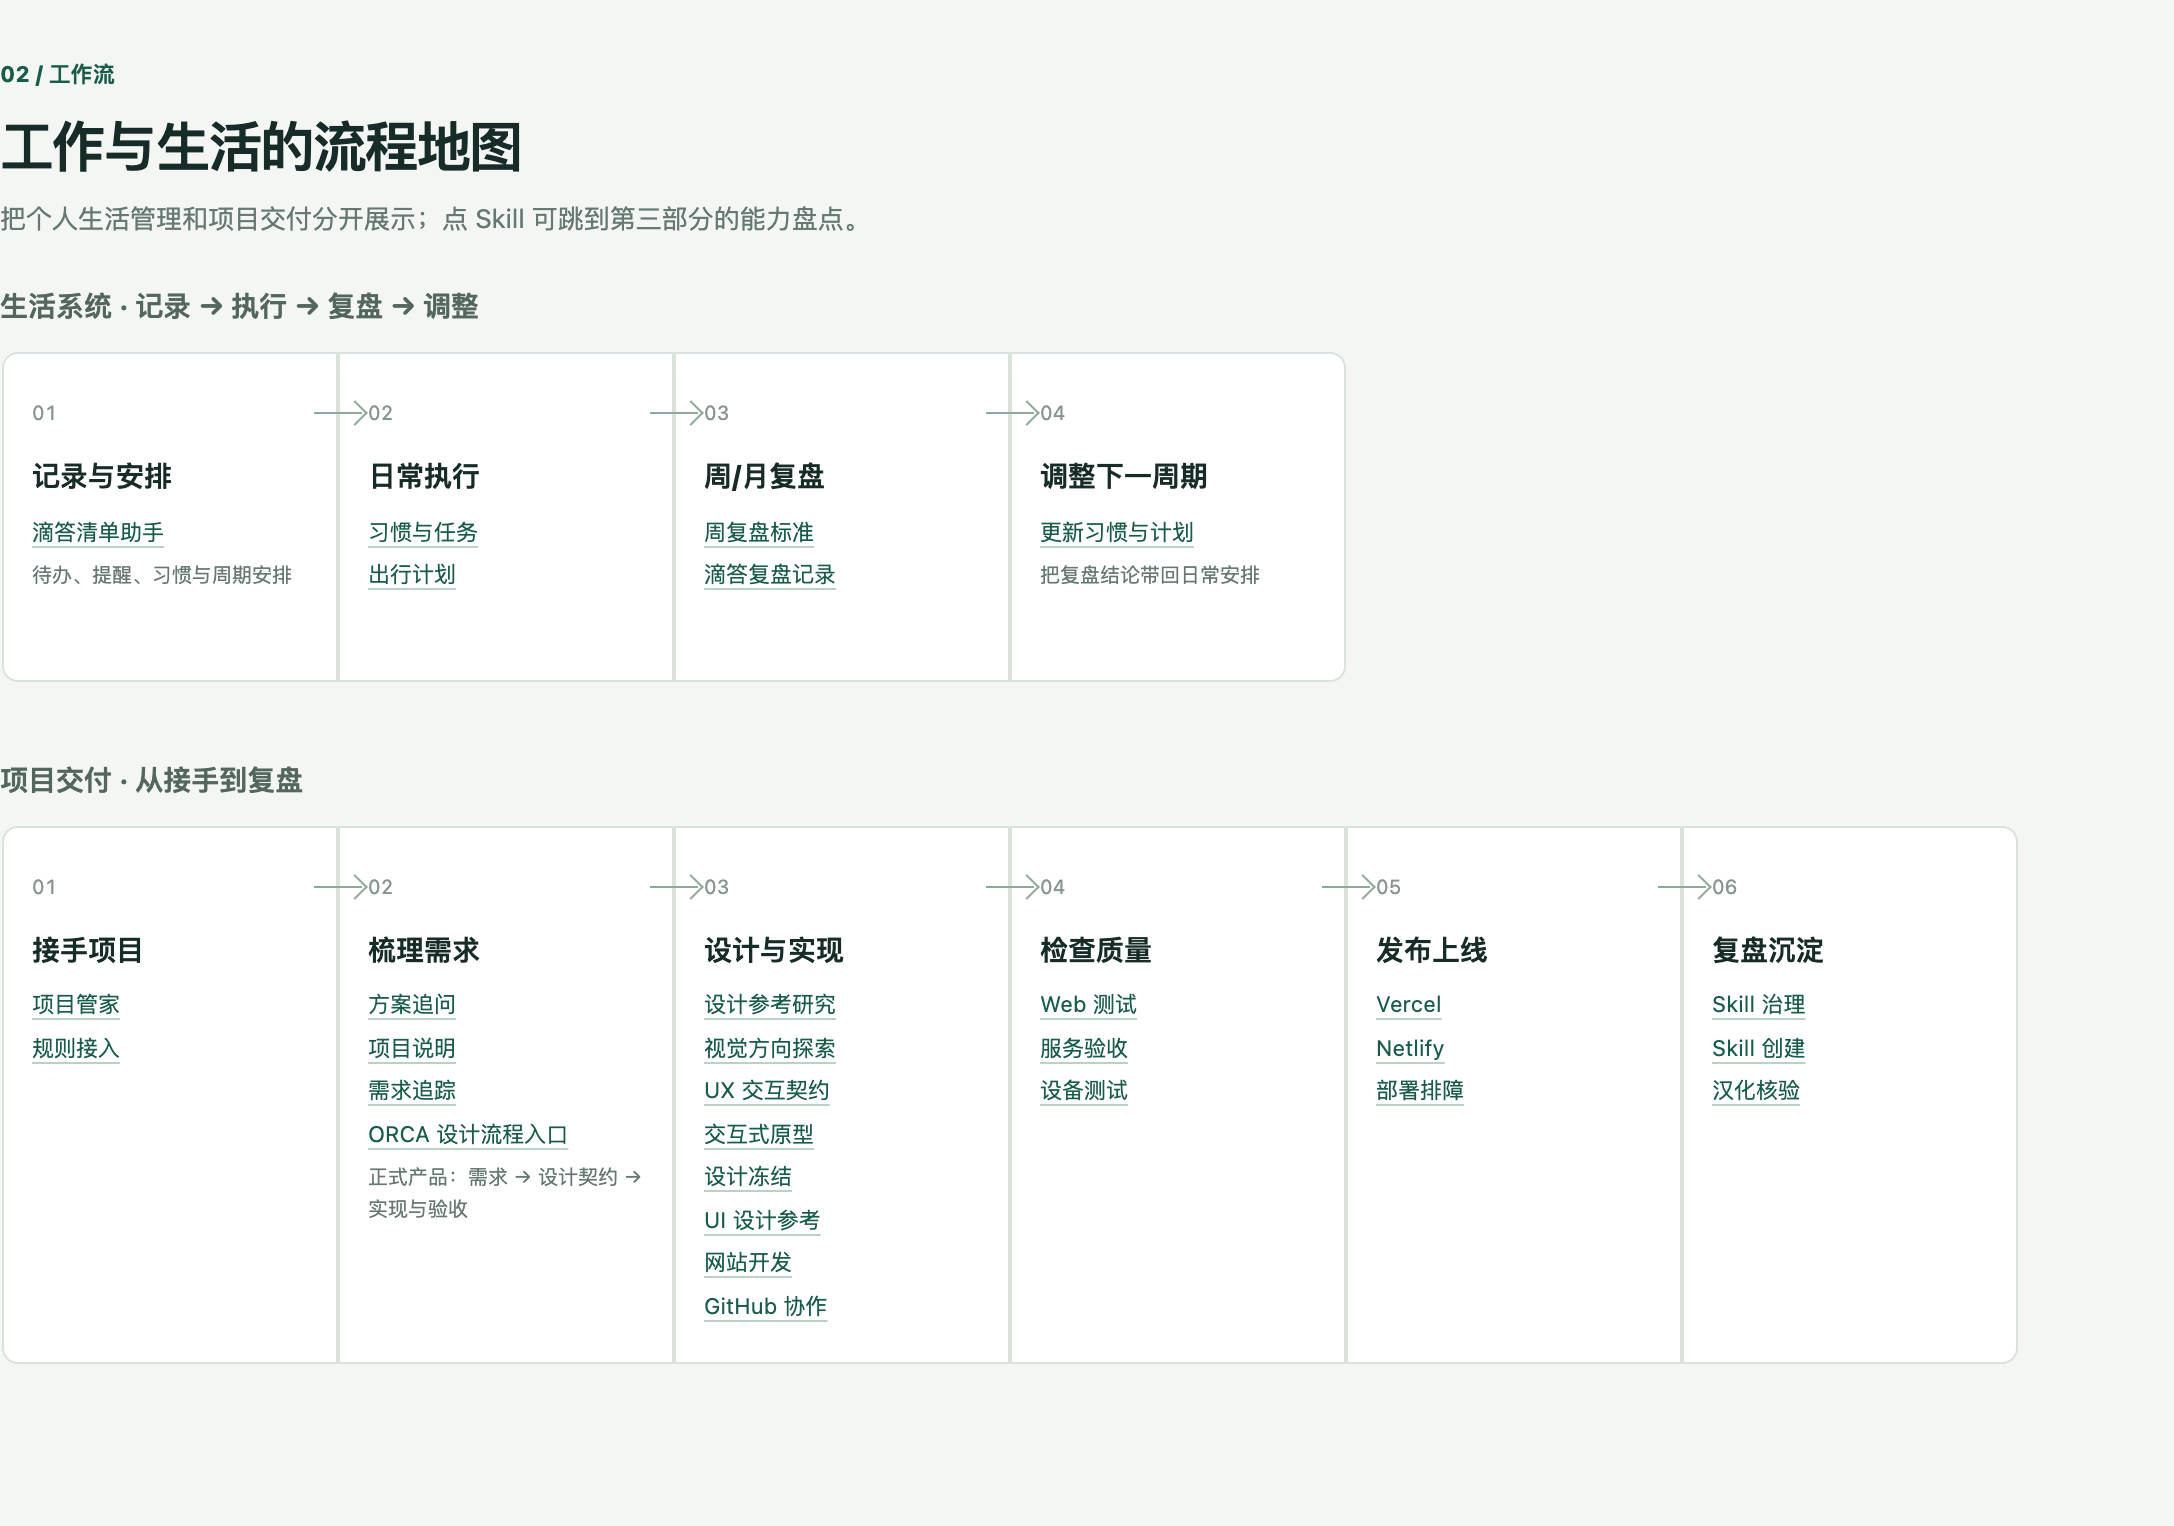 02 / 工作流
工作与生活的流程地图
把个人生活管理和项目交付分开展示；点 Skill 可跳到第三部分的能力盘点。
生活系统 · 记录 → 执行 → 复盘 → 调整
01
记录与安排
滴答清单助手
待办、提醒、习惯与周期安排
02
日常执行
习惯与任务
出行计划
03
周/月复盘
周复盘标准
滴答复盘记录
04
调整下一周期
更新习惯与计划
把复盘结论带回日常安排
项目交付 · 从接手到复盘
01
接手项目
项目管家
规则接入
02
梳理需求
方案追问
项目说明
需求追踪
ORCA 设计流程入口
正式产品：需求 → 设计契约 →
实现与验收
03
设计与实现
设计参考研究
视觉方向探索
UX 交互契约
交互式原型
设计冻结
UI 设计参考
网站开发
GitHub 协作
04
检查质量
Web 测试
服务验收
设备测试
05
发布上线
Vercel
Netlify
部署排障
06
复盘沉淀
Skill 治理
Skill 创建
汉化核验